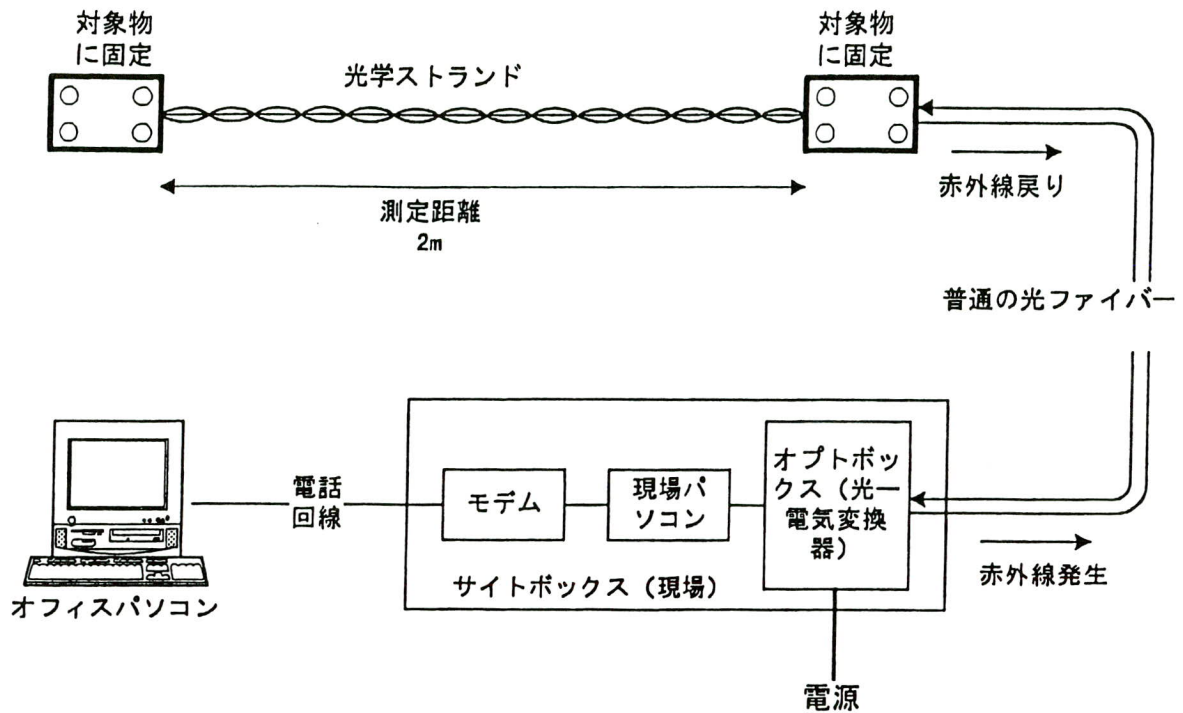 対象物
に固定
対象物
に固定
光学ストランド
赤外線戻り
測定距離
2m
普通の光ファイバー
オプトボッ
クス（光ー
電気変換
器）
電話
回線
モデム
現場パ
ソコン
サイトボックス（現場）
赤外線発生
オフィスパソコン
電源